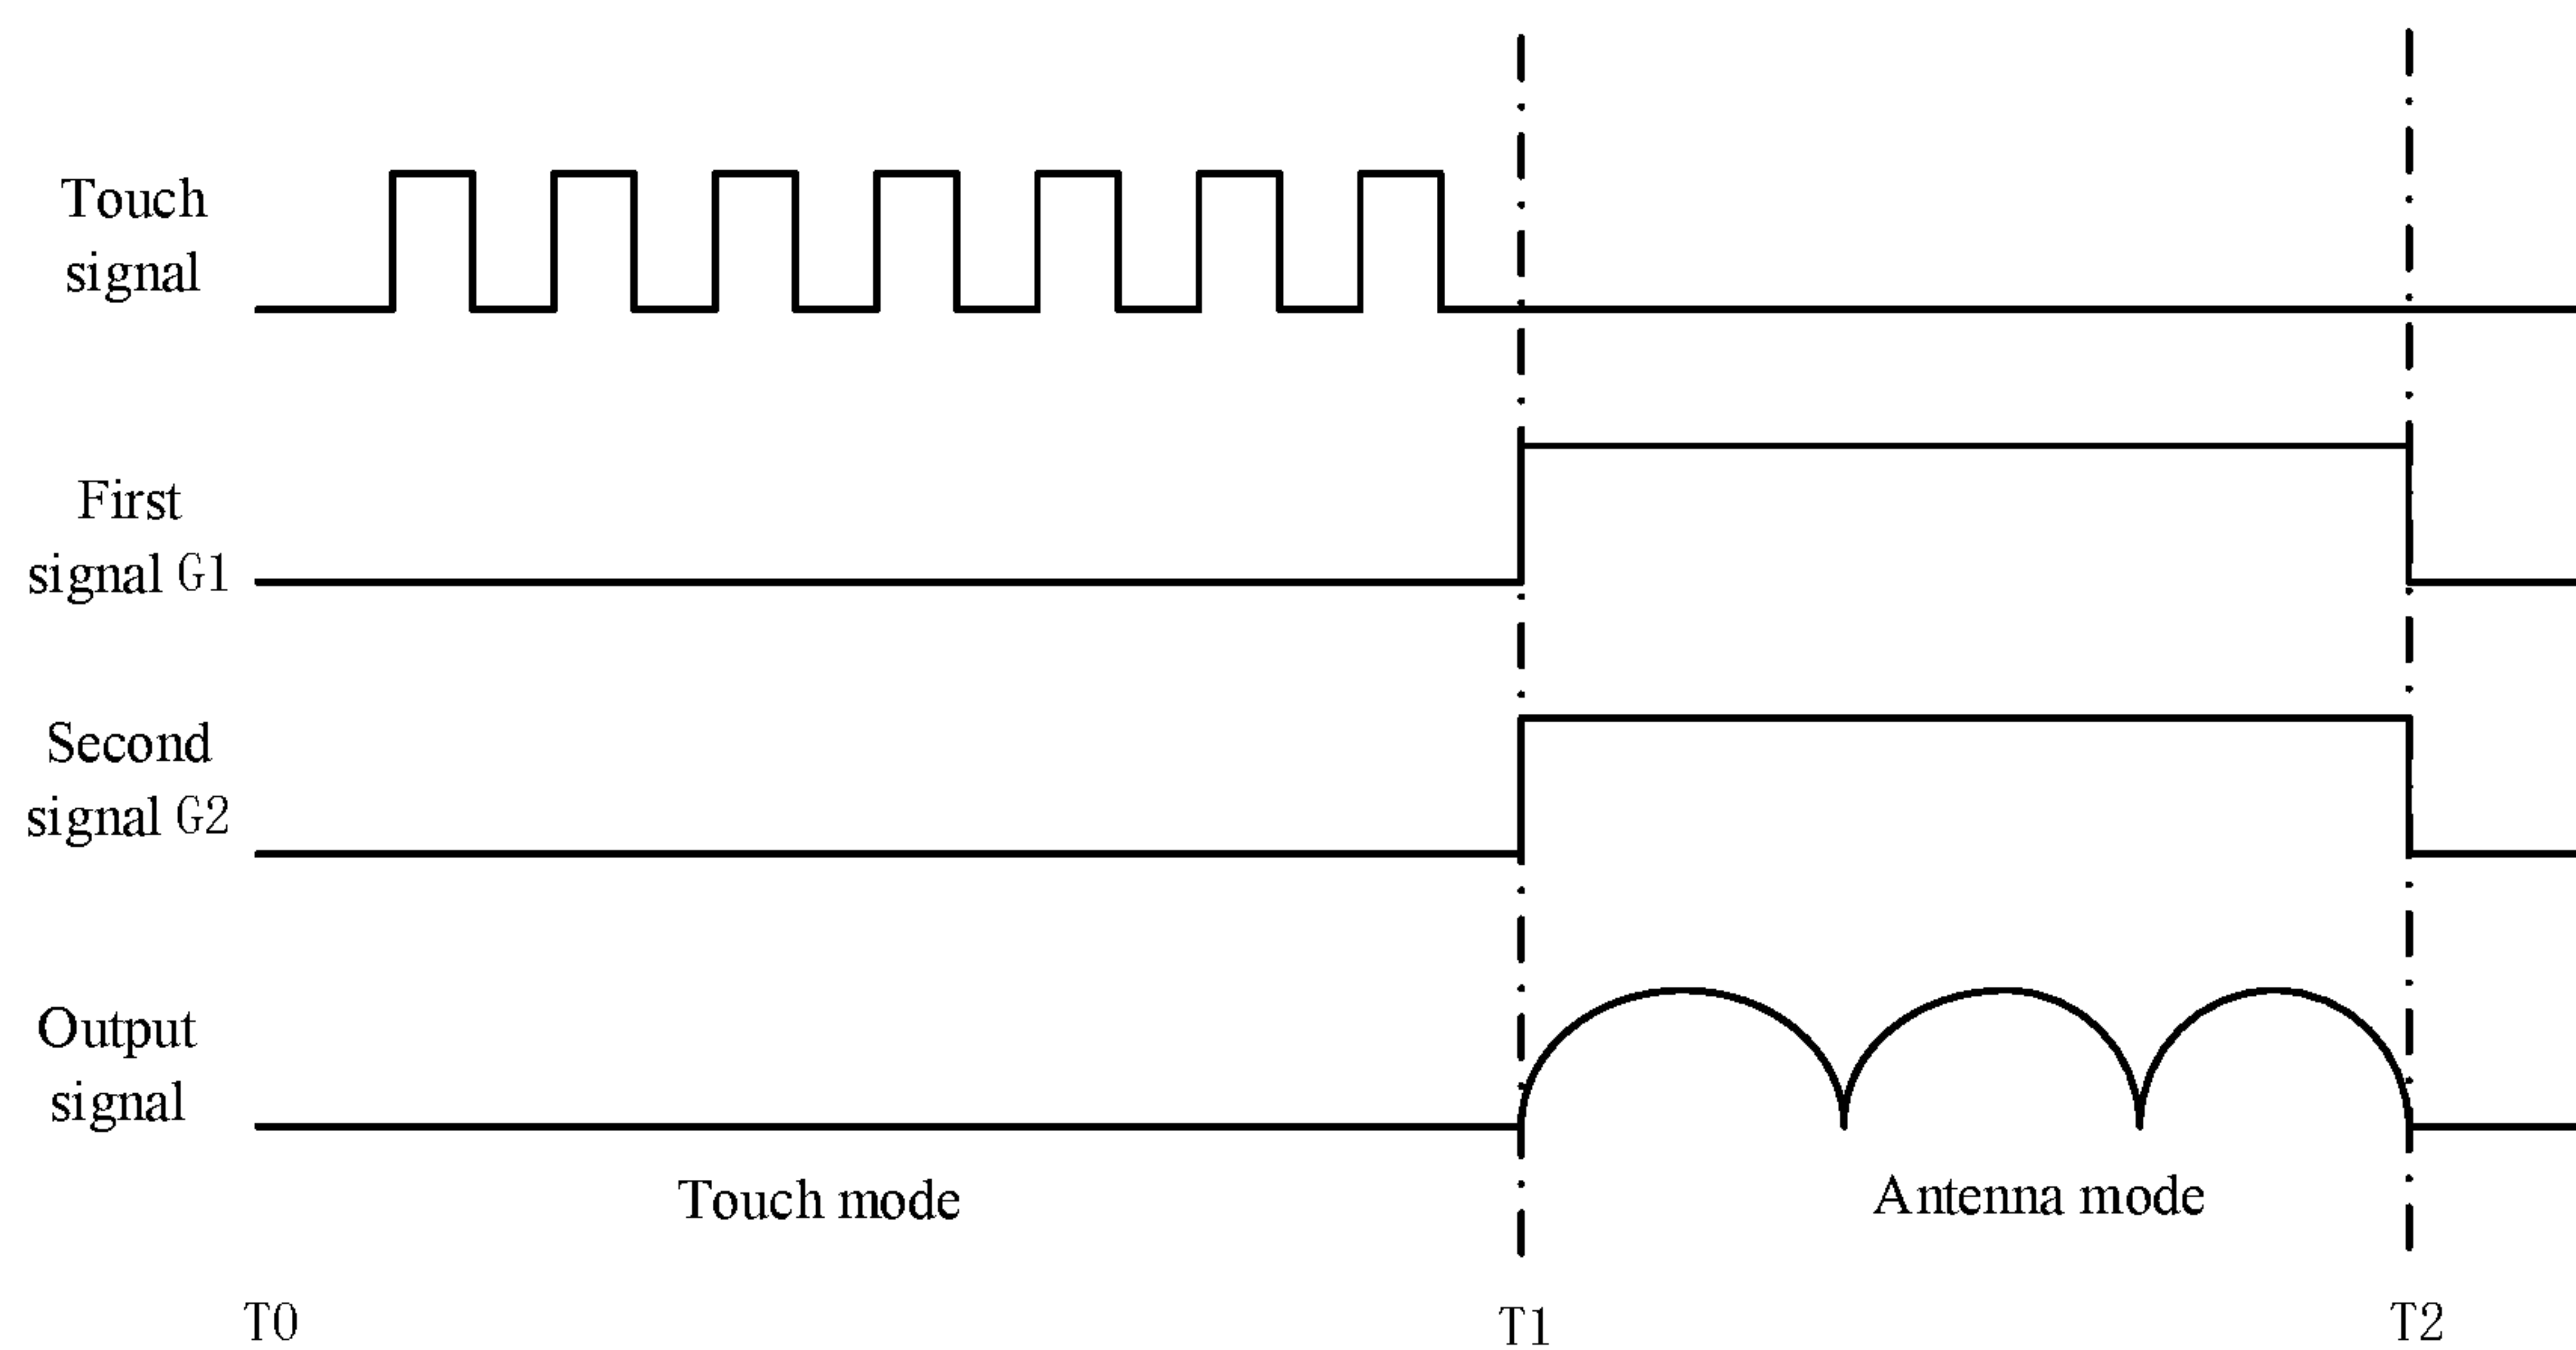 Touch
signal
First
signal G1
Second
signal G2
Output
signal
Touch mode
Antenna mode
T0
T1
T2